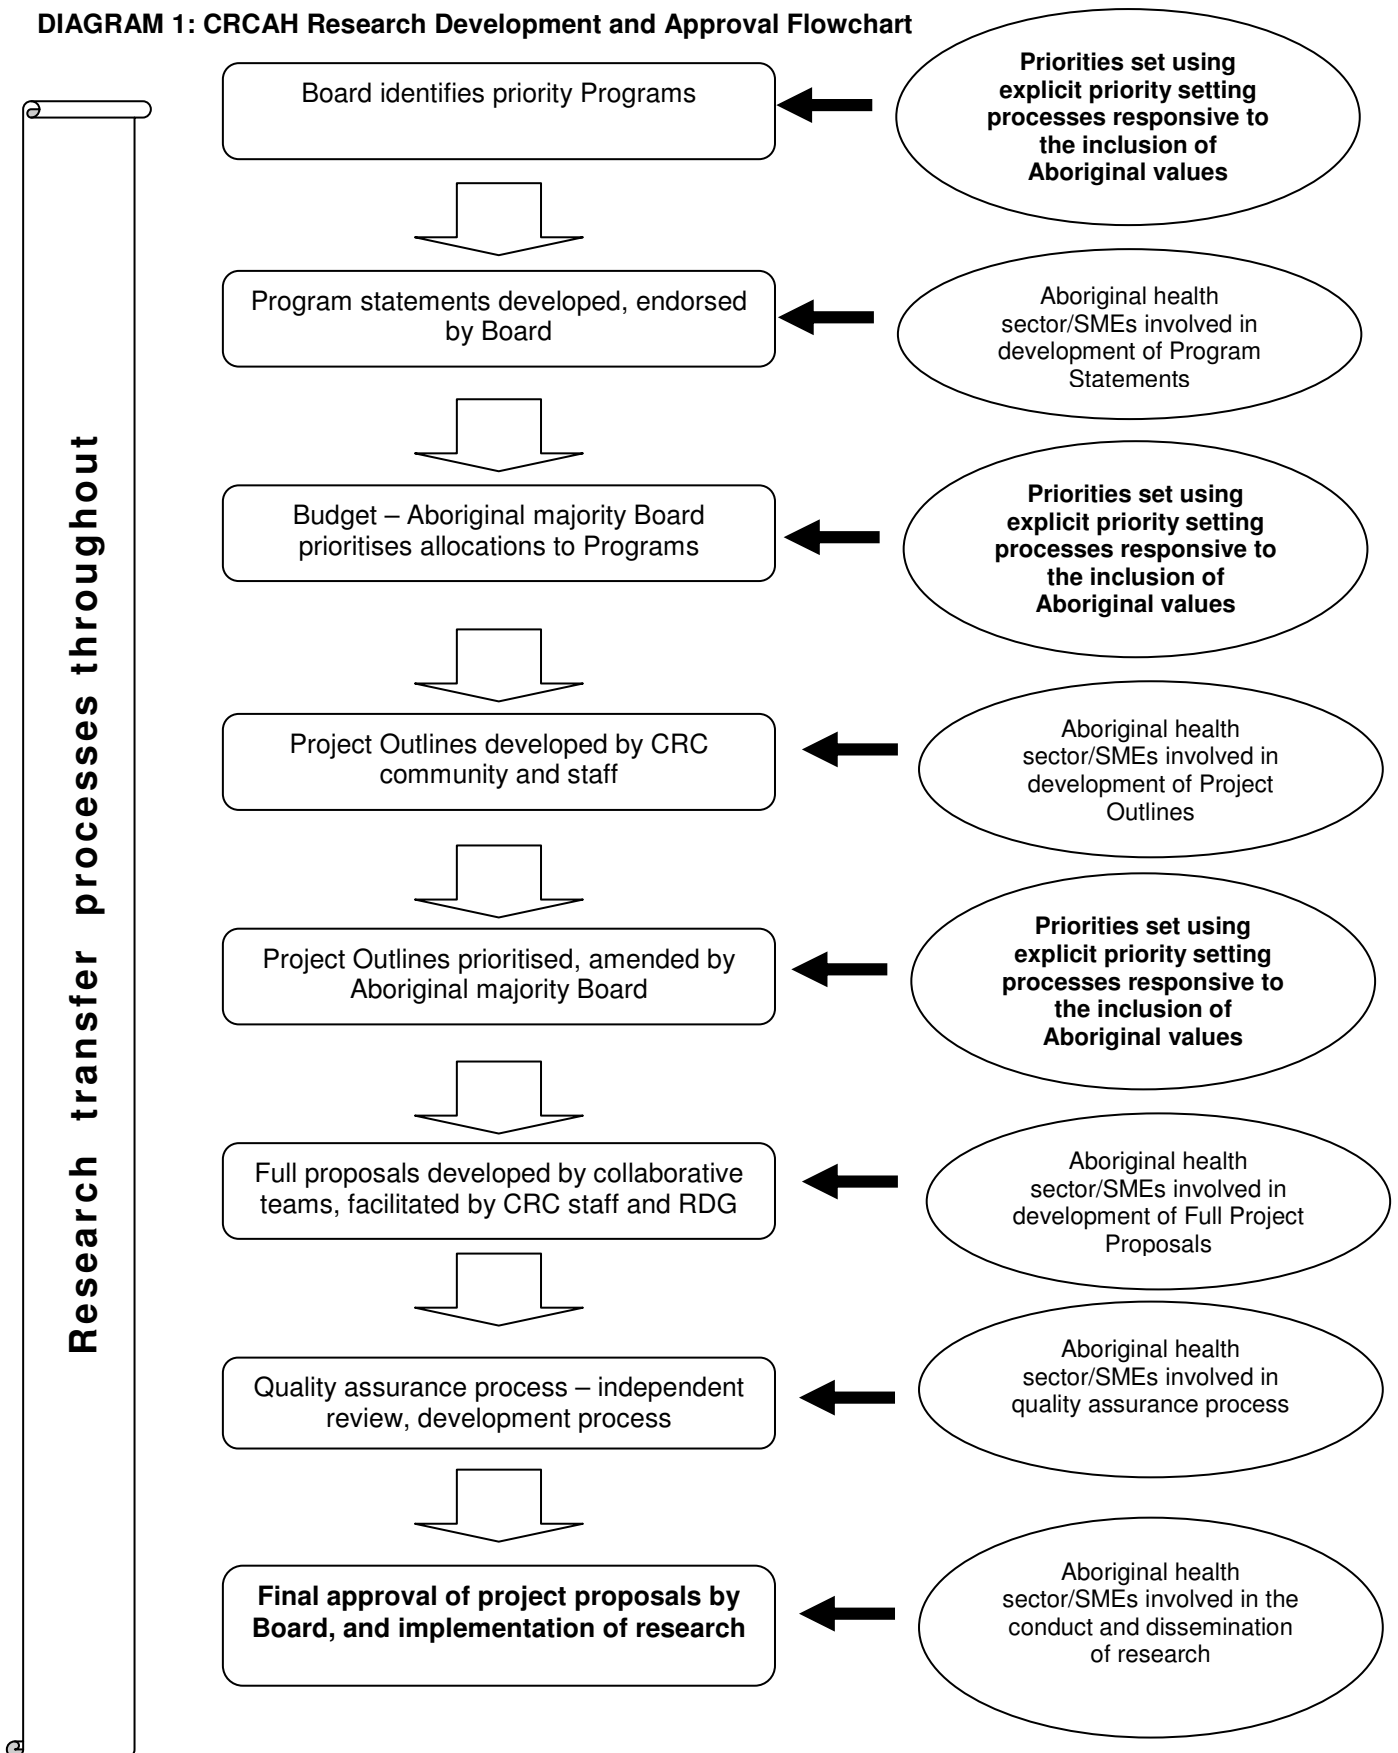 DIAGRAM 1: CRCAH Research Development and Approval Flowchart
Research transfer processes throughout
Board identifies priority Programs
Priorities set using
explicit priority setting
processes responsive to
the inclusion of
Aboriginal values
Program statements developed, endorsed
by Board
Aboriginal health
sector/SMEs involved in
development of Program
Statements
Budget – Aboriginal majority Board
prioritises allocations to Programs
Priorities set using
explicit priority setting
processes responsive to
the inclusion of
Aboriginal values
Project Outlines developed by CRC
community and staff
Aboriginal health
sector/SMEs involved in
development of Project
Outlines
Project Outlines prioritised, amended by
Aboriginal majority Board
Priorities set using
explicit priority setting
processes responsive to
the inclusion of
Aboriginal values
Full proposals developed by collaborative
teams, facilitated by CRC staff and RDG
Aboriginal health
sector/SMEs involved in
development of Full Project
Proposals
Quality assurance process – independent
review, development process
Aboriginal health
sector/SMEs involved in
quality assurance process
Final approval of project proposals by
Board, and implementation of research
Aboriginal health
sector/SMEs involved in the
conduct and dissemination
of research